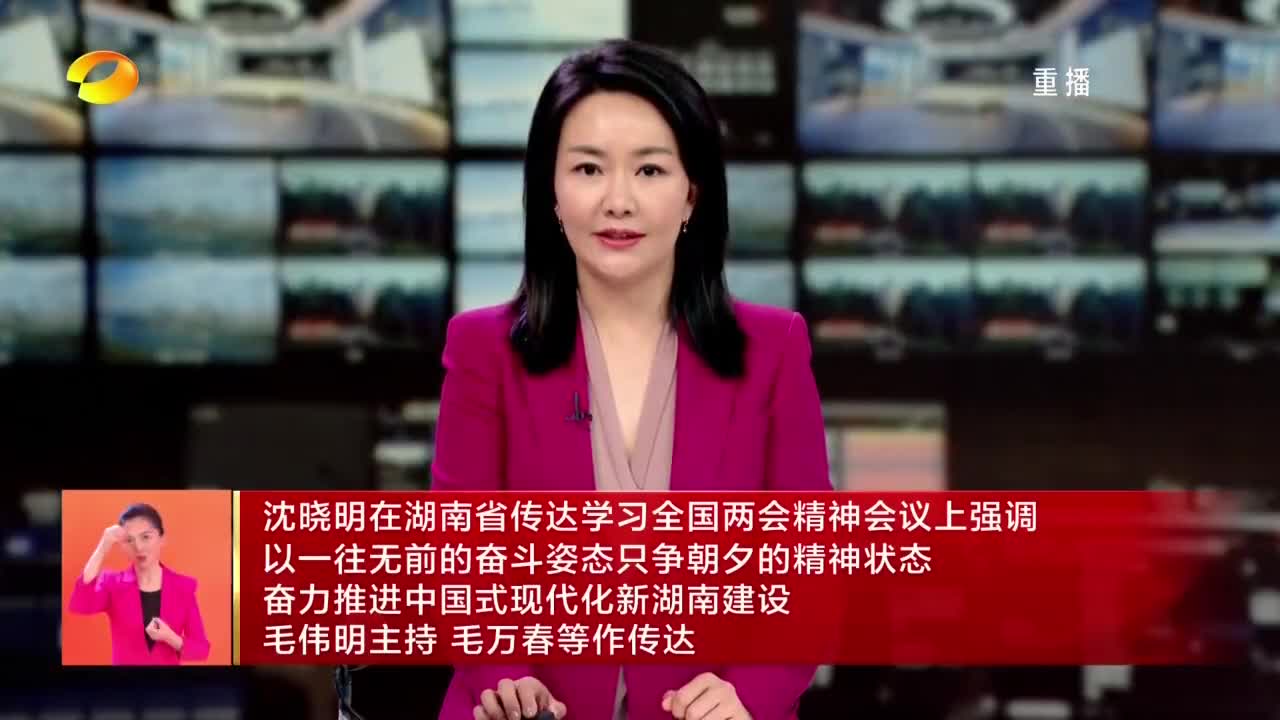 重播
沈晓明在湖南省传达学习全国两会精神会议上强调
以一往无前的奋斗姿态只争朝夕的精神状态
奋力推进中国式现代化新湖南建设
毛伟明主持 毛万春等作传达